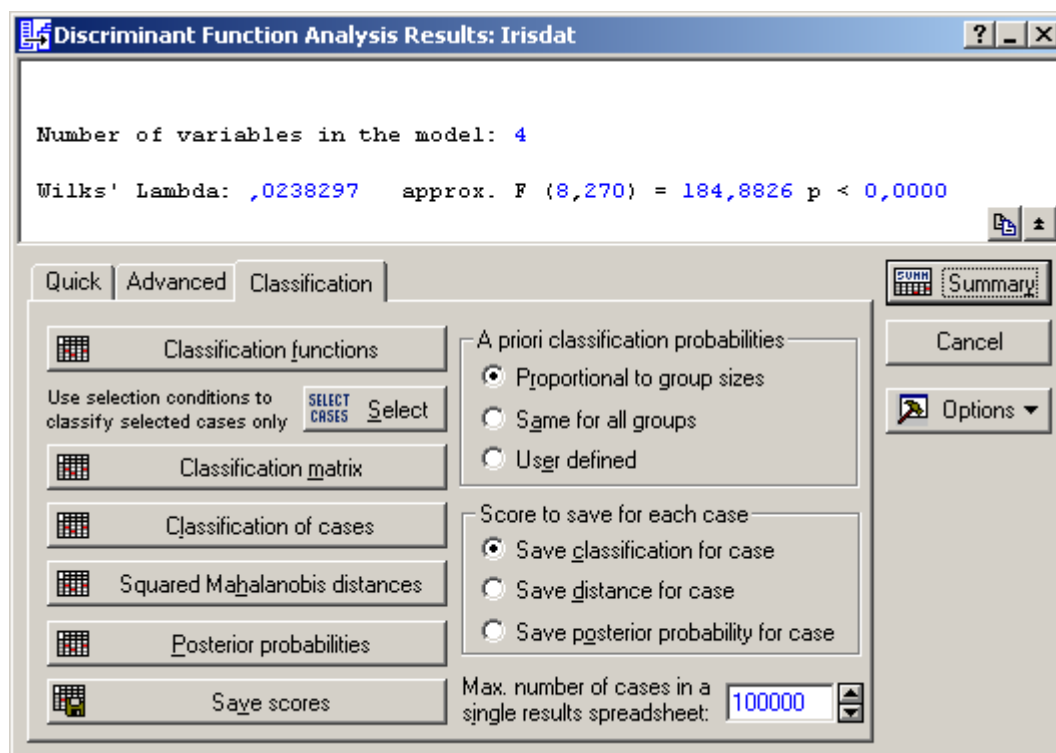 Discriminant Function Analysis Results: Irisdat
Number of variables in the model: 4
Wilks' Lambda: ,0238297 approx. F (8,270) = 184,8826 p < 0,0000
Quick
Advanced
Classification
SUMM
Summary
Cancel
Options
Classification functions
Use selection conditions to
classify selected cases only
SELECT
CASES
Select
Classification matrix
Classification of cases
Squared Mahalanobis distances
Posterior probabilities
Save scores
A priori classification probabilities
Proportional to group sizes
Same for all groups
User defined
Score to save for each case
Save classification for case
Save distance for case
Save posterior probability for case
Max. number of cases in a
single results spreadsheet:
100000